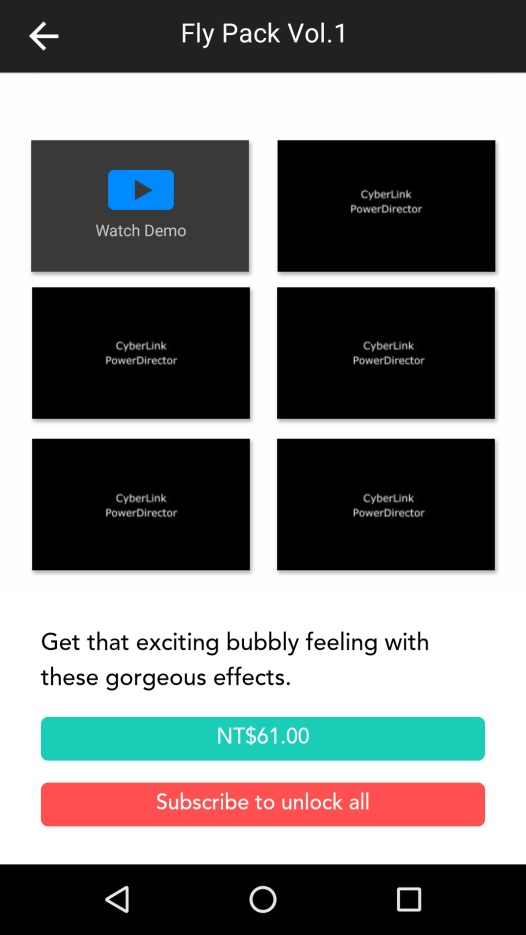 Fly Pack Vol.1
Watch Demo
CyberLink
PowerDirector
CyberLink
PowerDirector
CyberLink
PowerDirector
CyberLink
PowerDirector
CyberLink
PowerDirector
Get that exciting bubbly feeling with
these gorgeous effects.
NT$61.00
Subscribe to unlock all